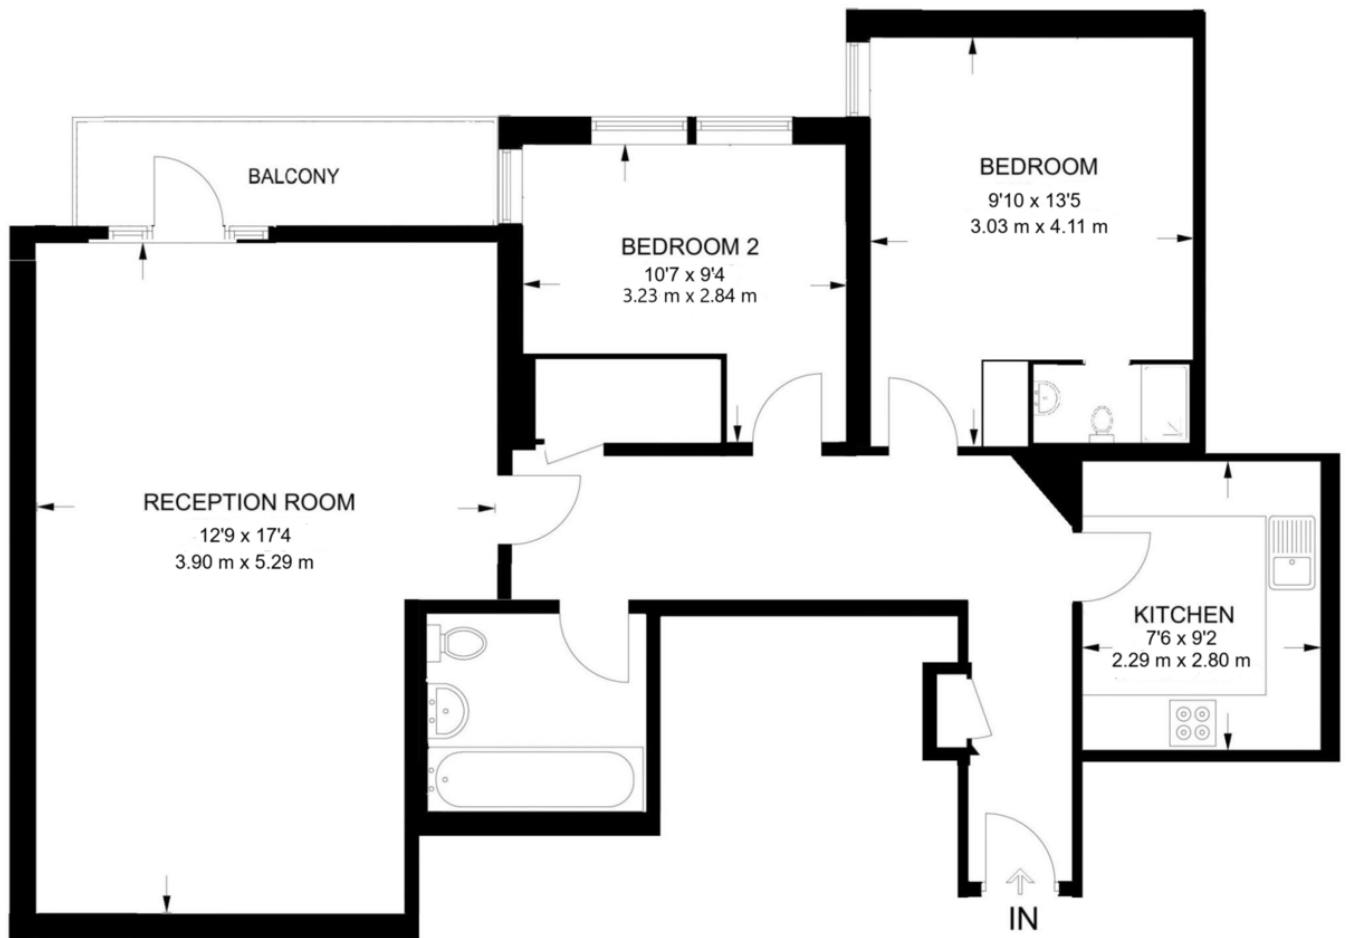 BALCONY
BEDROOM
9'10 x 13'5
3.03 m x 4.11 m
BEDROOM 2
10'7 x 9'4
3.23 m x 2.84 m
RECEPTION ROOM
12'9 x 17'4
3.90 m x 5.29 m
KITCHEN
7'6 x 9'2
2.29 m x 2.80 m
IN